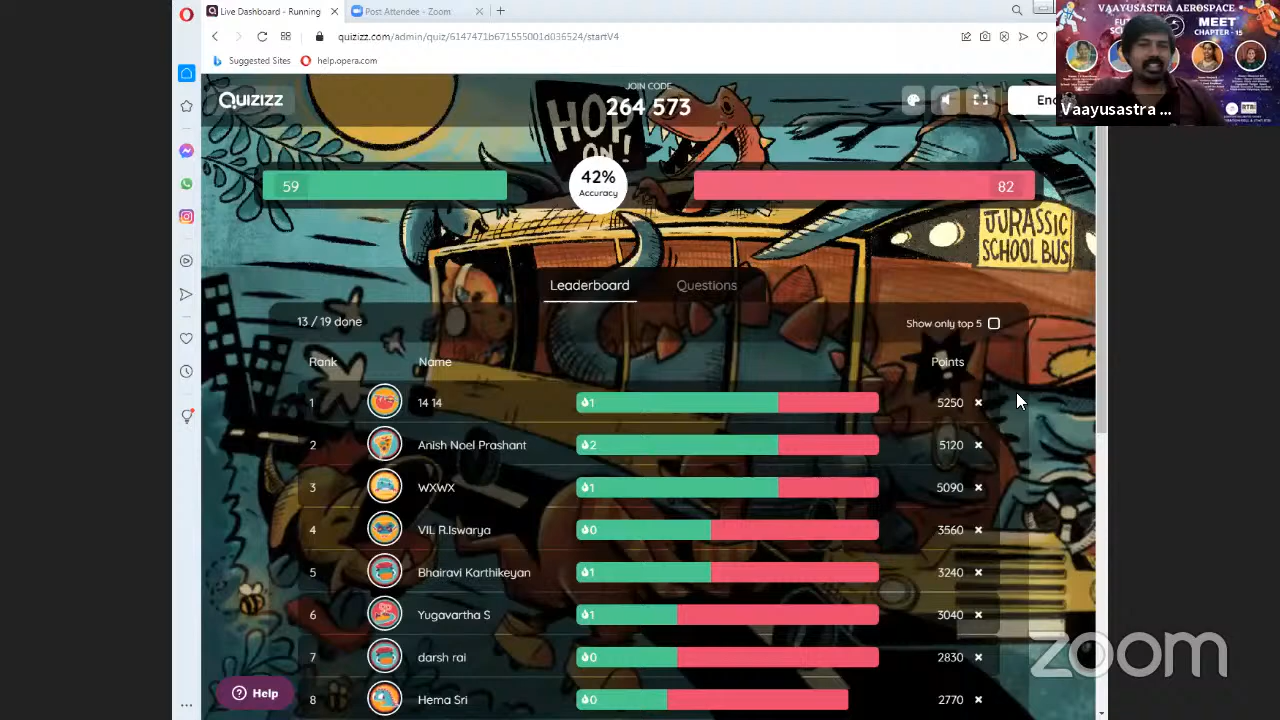 Live Dashboard - Running
Post Attendee - Zoom
quizizz.com/admin/quiz/6147471b671555001d036524/startV4
Suggested Sites
help.opera.com
VAAYUSASTRA AEROSPACE
MEET
CHAPTER - 15
Vaayusastra ...
Quizizz
JOIN CODE
264 573
HOP
ON!
59
42%
Accuracy
82
JURASSIC
SCHOOL BUS
Leaderboard
Questions
13 / 19 done
Show only top 5
Rank
Name
Points
1 14 14 1 5250
2 Anish Noel Prashant 2 5120
3 WXWX 1 5090
4 VIL R.Iswarya 0 3560
5 Bhairavi Karthikeyan 1 3240
6 Yugavartha S 1 3040
7 darsh rai 0 2830
8 Hema Sri 0 2770
Help
zoom